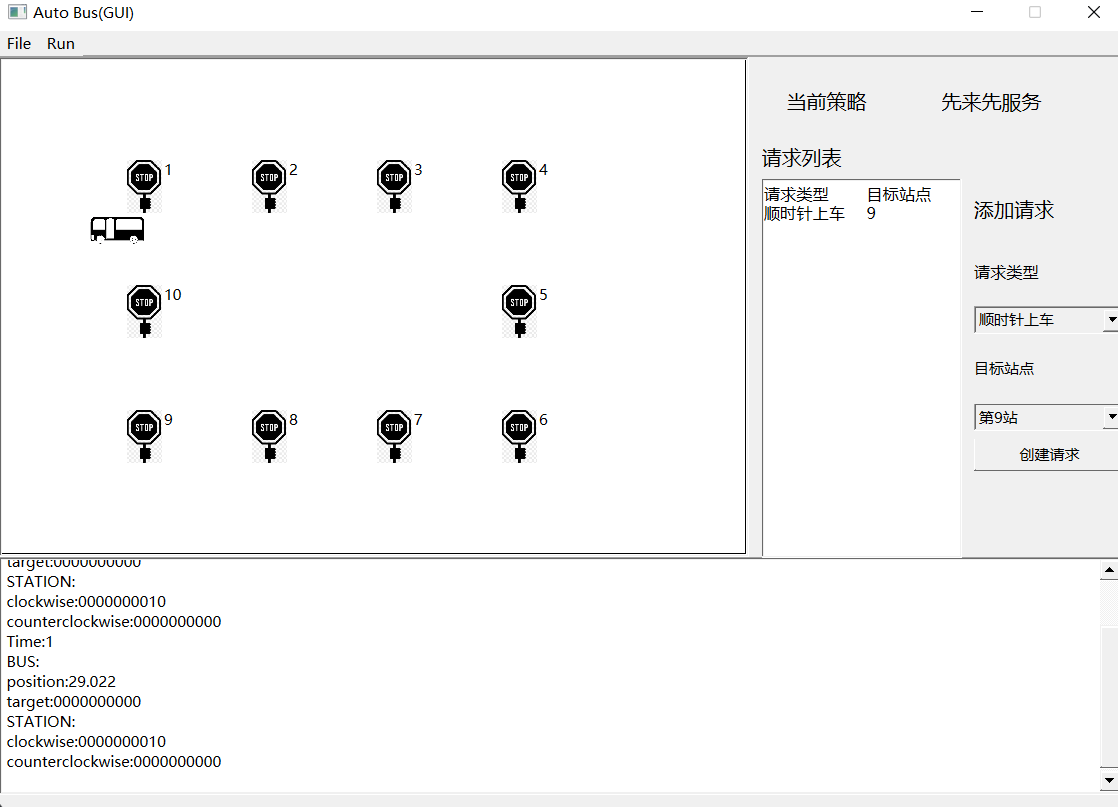 Auto Bus(GUI)
File Run
当前策略 先来先服务
请求列表
请求类型 目标站点
顺时针上车 9
添加请求
请求类型
顺时针上车
目标站点
第9站
创建请求
STOP 1
STOP 2
STOP 3
STOP 4
STOP 10
STOP 5
STOP 9
STOP 8
STOP 7
STOP 6
target:0000000000
STATION:
clockwise:0000000010
counterclockwise:0000000000
Time:1
BUS:
position:29.022
target:0000000000
STATION:
clockwise:0000000010
counterclockwise:0000000000